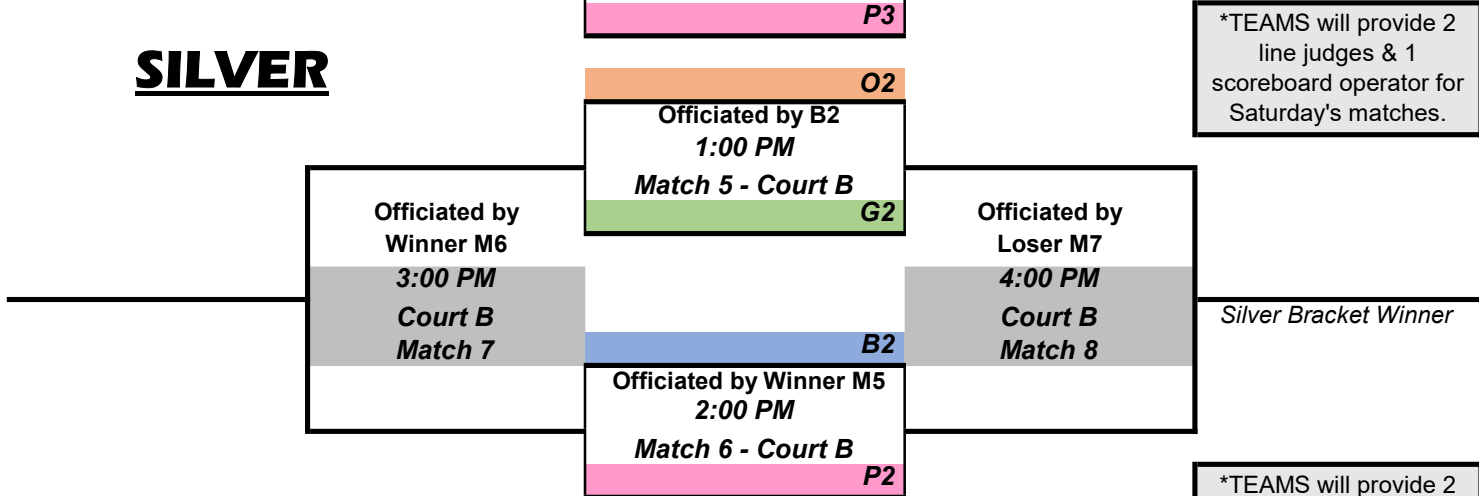 P3
*TEAMS will provide 2
line judges & 1
scoreboard operator for
Saturday's matches.
SILVER
O2
Officiated by B2
1:00 PM
Match 5 - Court B
G2
Officiated by
Winner M6
3:00 PM
Court B
Match 7
Officiated by
Loser M7
4:00 PM
Court B
Match 8
Silver Bracket Winner
B2
Officiated by Winner M5
2:00 PM
Match 6 - Court B
P2
*TEAMS will provide 2